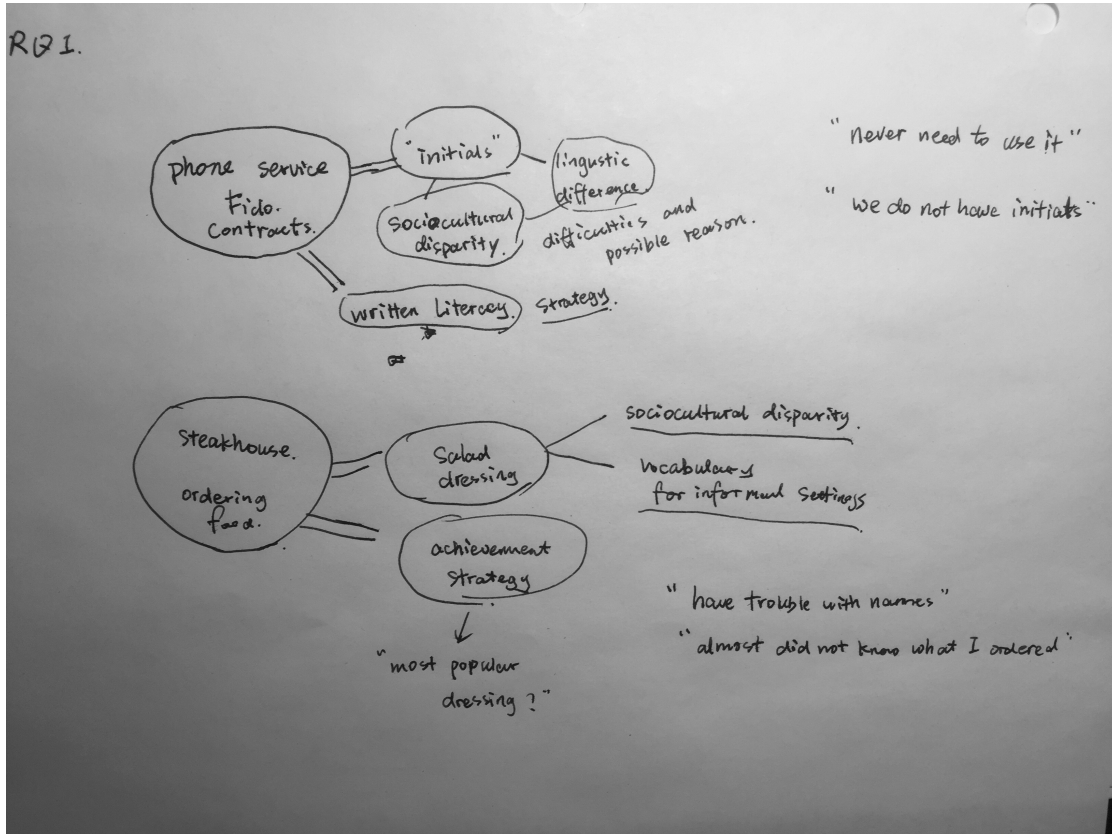 RQ1.
phone service
Fido.
Contracts.
"initials"
lingustic
difference.
sociocultural
disparity.
difficulties and
possible reason.
written literacy.
strategy.
"never need to use it"
"we do not have initials"
steakhouse.
ordering
food.
Salad
dressing
sociocultural disparity.
vocabulary
for informal settings
achievement
strategy
"most popular
dressing?"
"have trouble with names"
"almost did not know what I ordered"